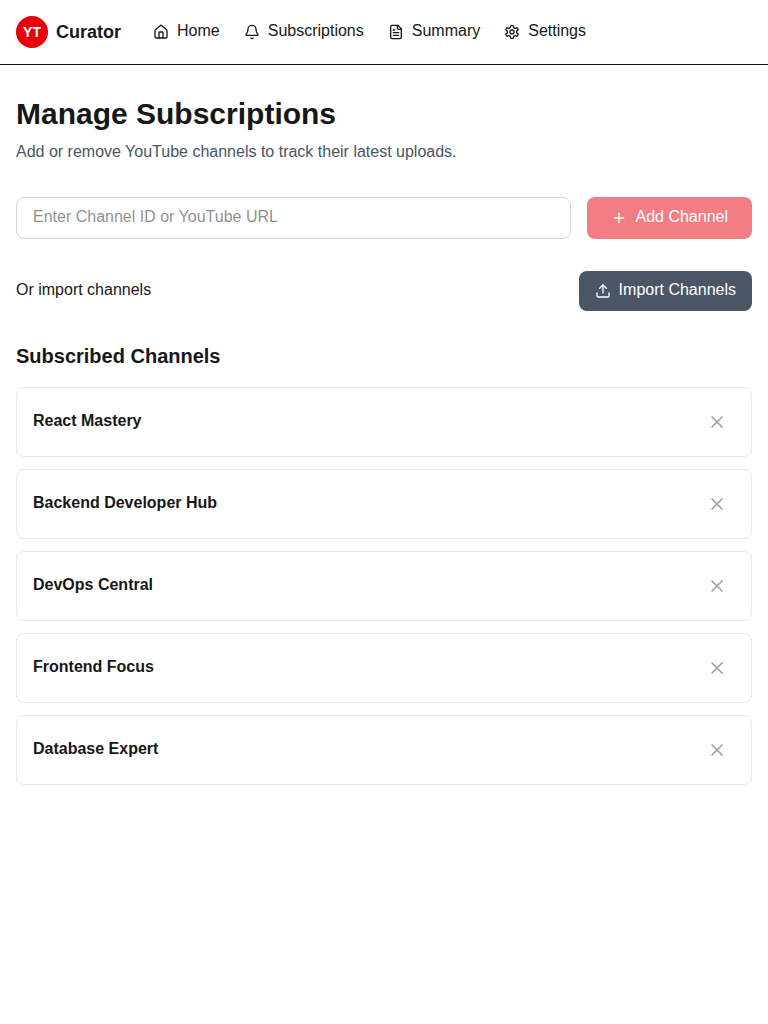 YT Curator Home Subscriptions Summary Settings
Manage Subscriptions
Add or remove YouTube channels to track their latest uploads.
Enter Channel ID or YouTube URL Add Channel
Or import channels Import Channels
Subscribed Channels
React Mastery
Backend Developer Hub
DevOps Central
Frontend Focus
Database Expert